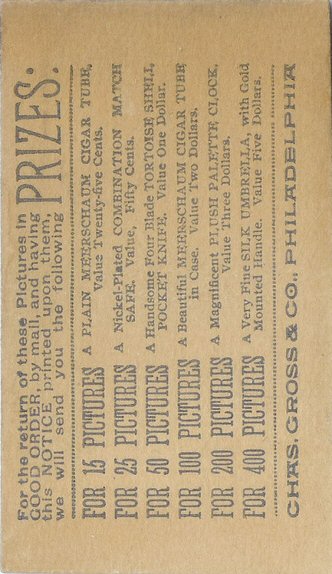 For the return of these Pictures in
GOOD ORDER, by mall, and having
this NOTICE printed upon them,
we will send you the following
PRIZES:
FOR 15 PICTURES A PLAIN MEERSCHAUM CIGAR TUBE,
Value Twenty-five Cents.
FOR 25 PICTURES A Nickel-Plated COMBINATION MATCH
SAFE. Value, Fifty Cents.
FOR 50 PICTURES A Handsome Four Blade TORTOISE SHELL
POCKET KNIFE. Value One Dollar.
FOR 100 PICTURES A Beautiful MEERSCHAUM CIGAR TUBE
in Case. Value Two Dollars.
FOR 200 PICTURES A Magnificent PLUSH PALETTE CLOCK,
Value Three Dollars.
FOR 400 PICTURES A Very Fine SILK UMBRELLA, with Gold
Mounted Handle. Value Five Dollars.
CHAS. GROSS & CO., PHILADELPHIA